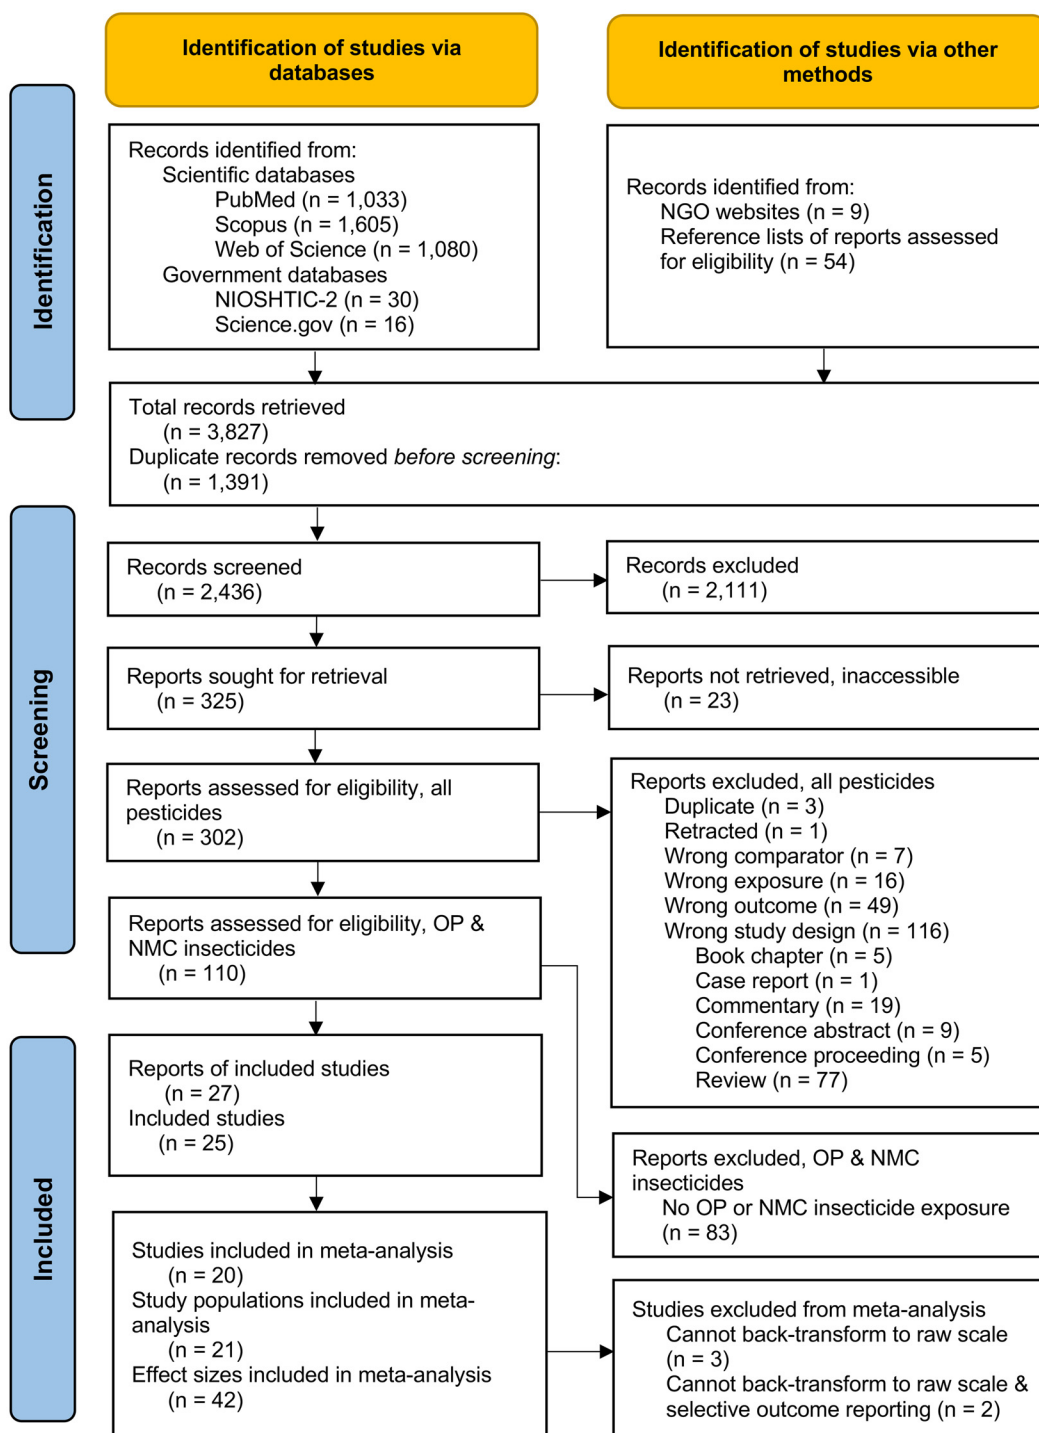 Identification of studies via
databases
Identification of studies via other
methods
Identification
Records identified from:
Scientific databases
PubMed (n = 1,033)
Scopus (n = 1,605)
Web of Science (n = 1,080)
Government databases
NIOSHTIC-2 (n = 30)
Science.gov (n = 16)
Records identified from:
NGO websites (n = 9)
Reference lists of reports assessed
for eligibility (n = 54)
Total records retrieved
(n = 3,827)
Duplicate records removed before screening:
(n = 1,391)
Screening
Records screened
(n = 2,436)
Records excluded
(n = 2,111)
Reports sought for retrieval
(n = 325)
Reports not retrieved, inaccessible
(n = 23)
Reports assessed for eligibility, all
pesticides
(n = 302)
Reports excluded, all pesticides
Duplicate (n = 3)
Retracted (n = 1)
Wrong comparator (n = 7)
Wrong exposure (n = 16)
Wrong outcome (n = 49)
Wrong study design (n = 116)
Book chapter (n = 5)
Case report (n = 1)
Commentary (n = 19)
Conference abstract (n = 9)
Conference proceeding (n = 5)
Review (n = 77)
Reports assessed for eligibility, OP &
NMC insecticides
(n = 110)
Reports excluded, OP & NMC
insecticides
No OP or NMC insecticide exposure
(n = 83)
Included
Reports of included studies
(n = 27)
Included studies
(n = 25)
Studies included in meta-analysis
(n = 20)
Study populations included in meta-
analysis
(n = 21)
Effect sizes included in meta-analysis
(n = 42)
Studies excluded from meta-analysis
Cannot back-transform to raw scale
(n = 3)
Cannot back-transform to raw scale &
selective outcome reporting (n = 2)